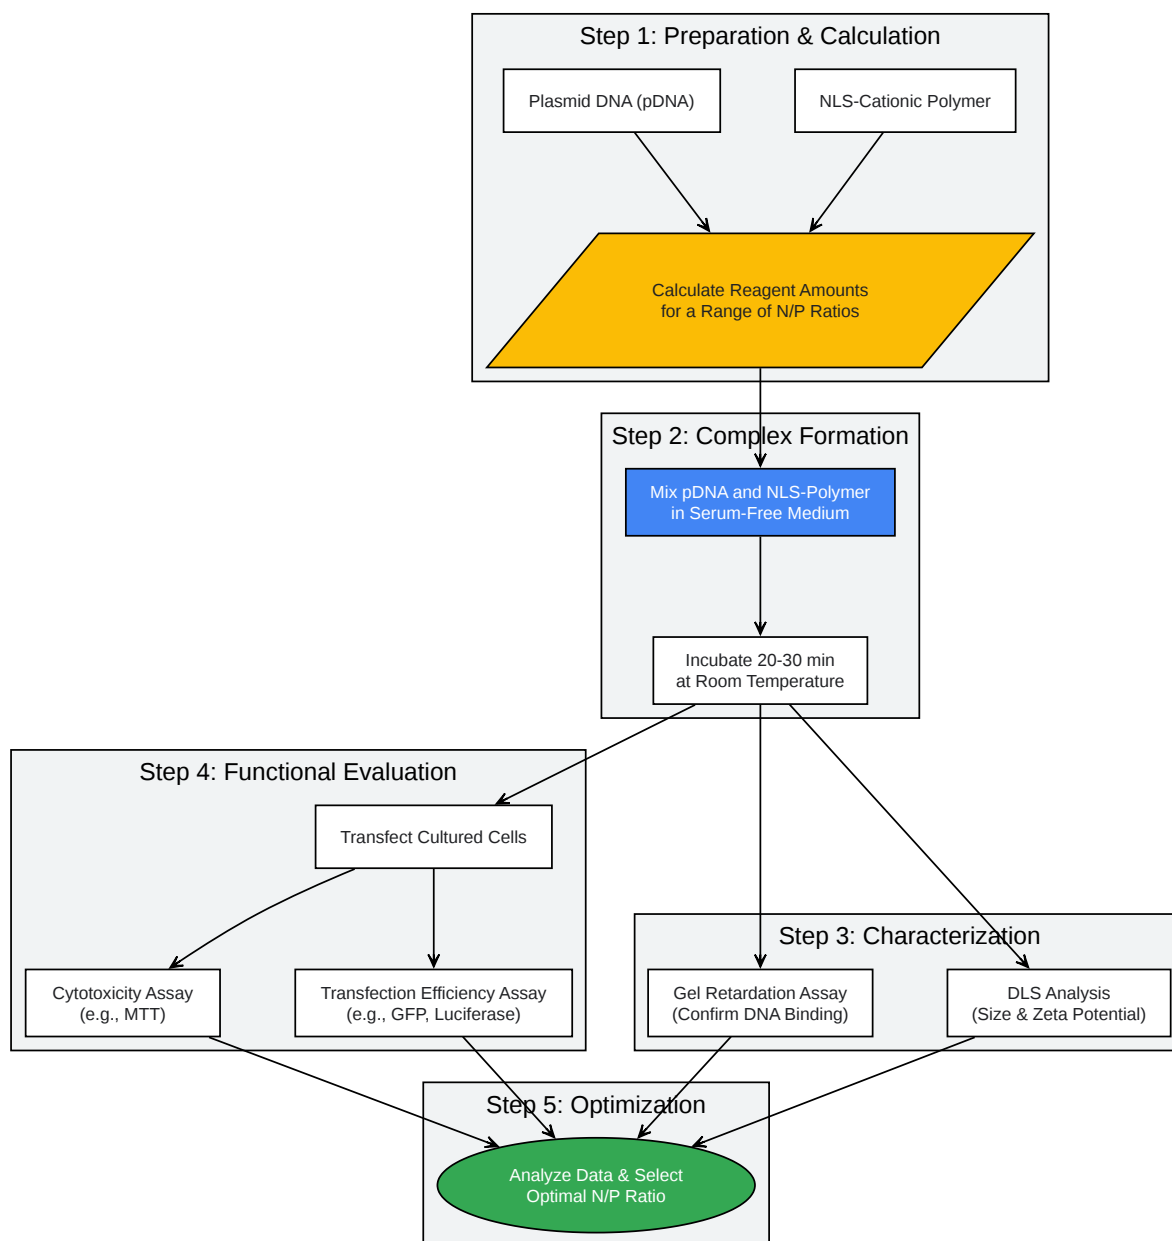 Step 1: Preparation & Calculation
Plasmid DNA (pDNA)
NLS-Cationic Polymer
Calculate Reagent Amounts
for a Range of N/P Ratios
Step 2: Complex Formation
Mix pDNA and NLS-Polymer
in Serum-Free Medium
Incubate 20-30 min
at Room Temperature
Step 4: Functional Evaluation
Transfect Cultured Cells
Cytotoxicity Assay
(e.g., MTT)
Transfection Efficiency Assay
(e.g., GFP, Luciferase)
Step 3: Characterization
Gel Retardation Assay
(Confirm DNA Binding)
DLS Analysis
(Size & Zeta Potential)
Step 5: Optimization
Analyze Data & Select
Optimal N/P Ratio